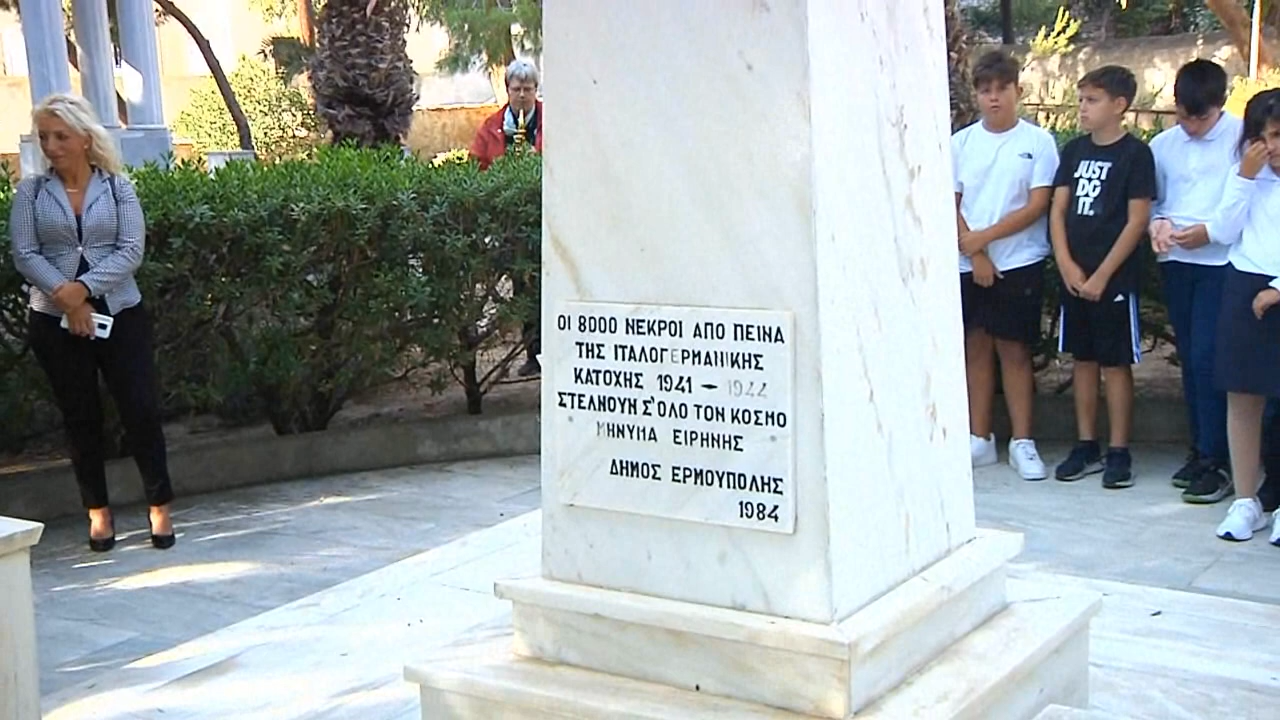 ΟΙ 8000 ΝΕΚΡΟΙ ΑΠΟ ΠΕΙΝΑ
ΤΗΣ ΙΤΑΛΟΓΕΡΜΑΝΙΚΗΣ
ΚΑΤΟΧΗΣ 1941 – 1944
ΣΤΕΛΝΟΥΝ Σ'ΟΛΟ ΤΟΝ ΚΟΣΜΟ
ΜΗΝΥΜΑ ΕΙΡΗΝΗΣ
ΔΗΜΟΣ ΕΡΜΟΥΠΟΛΗΣ
1984
JUST
DO
IT.